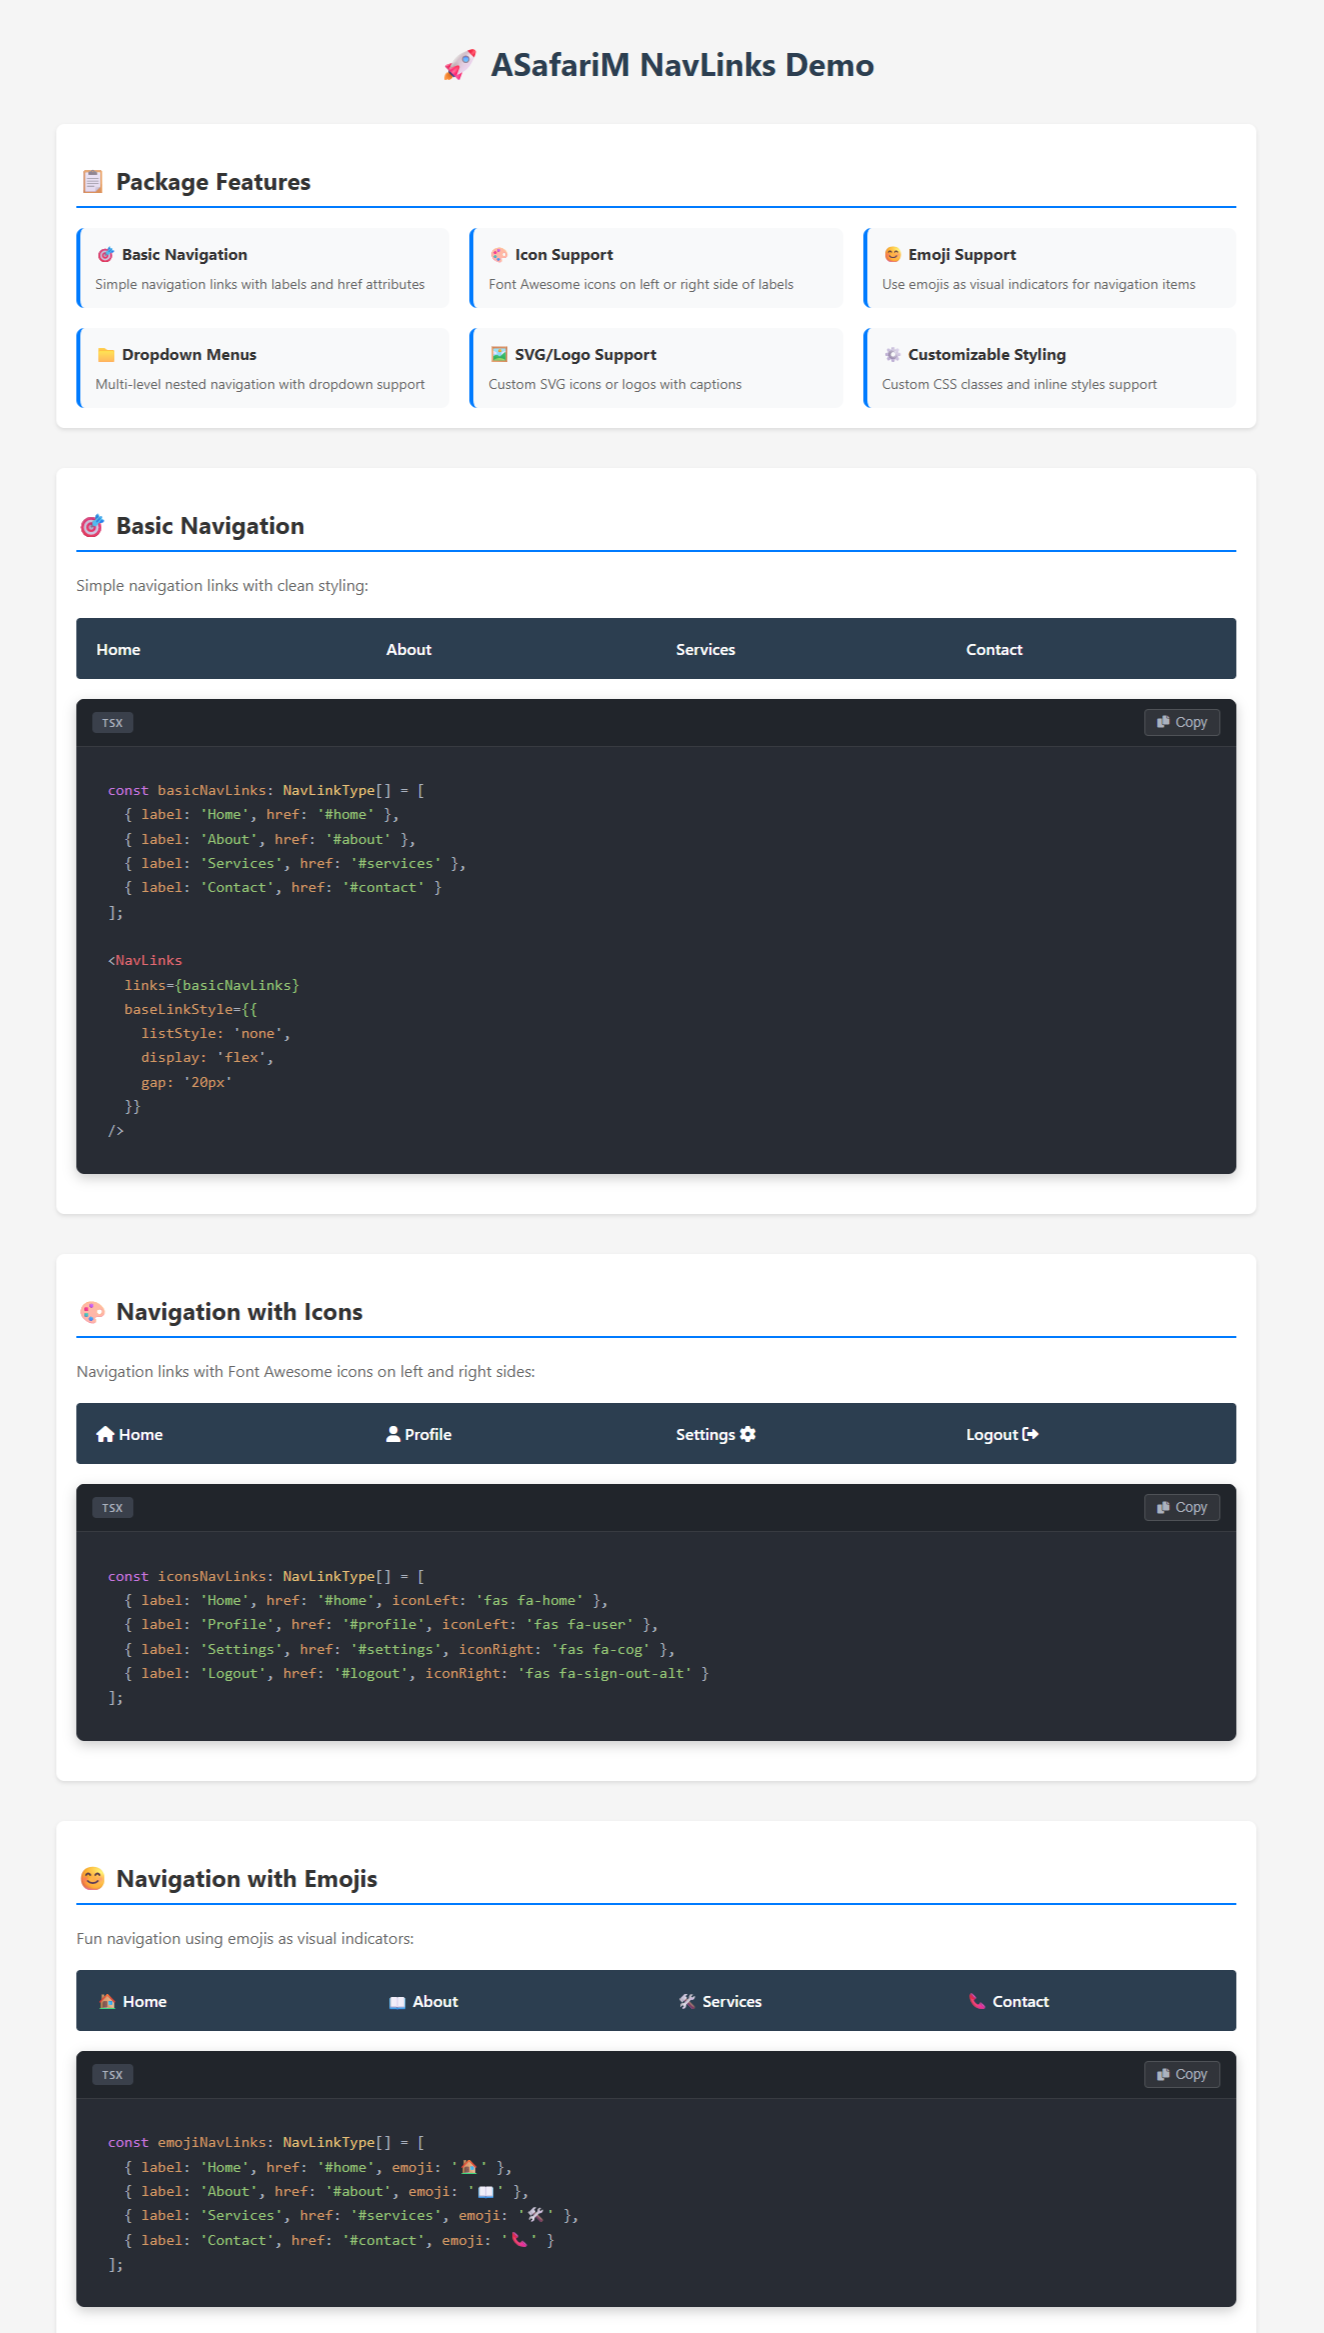 🚀 ASafariM NavLinks Demo
📋 Package Features
🎯 Basic Navigation
Simple navigation links with labels and href attributes
🎨 Icon Support
Font Awesome icons on left or right side of labels
😊 Emoji Support
Use emojis as visual indicators for navigation items
📁 Dropdown Menus
Multi-level nested navigation with dropdown support
🖼️ SVG/Logo Support
Custom SVG icons or logos with captions
⚙️ Customizable Styling
Custom CSS classes and inline styles support
🎯 Basic Navigation
Simple navigation links with clean styling:
Home About Services Contact
TSX Copy
const basicNavLinks: NavLinkType[] = [
  { label: 'Home', href: '#home' },
  { label: 'About', href: '#about' },
  { label: 'Services', href: '#services' },
  { label: 'Contact', href: '#contact' }
];
<NavLinks
  links={basicNavLinks}
  baseLinkStyle={{
    listStyle: 'none',
    display: 'flex',
    gap: '20px'
  }}
/>
🎨 Navigation with Icons
Navigation links with Font Awesome icons on left and right sides:
Home Profile Settings Logout
TSX Copy
const iconsNavLinks: NavLinkType[] = [
  { label: 'Home', href: '#home', iconLeft: 'fas fa-home' },
  { label: 'Profile', href: '#profile', iconLeft: 'fas fa-user' },
  { label: 'Settings', href: '#settings', iconRight: 'fas fa-cog' },
  { label: 'Logout', href: '#logout', iconRight: 'fas fa-sign-out-alt' }
];
😊 Navigation with Emojis
Fun navigation using emojis as visual indicators:
🏠 Home 📖 About 🛠️ Services 📞 Contact
TSX Copy
const emojiNavLinks: NavLinkType[] = [
  { label: 'Home', href: '#home', emoji: '🏠' },
  { label: 'About', href: '#about', emoji: '📖' },
  { label: 'Services', href: '#services', emoji: '🛠️' },
  { label: 'Contact', href: '#contact', emoji: '📞' }
];